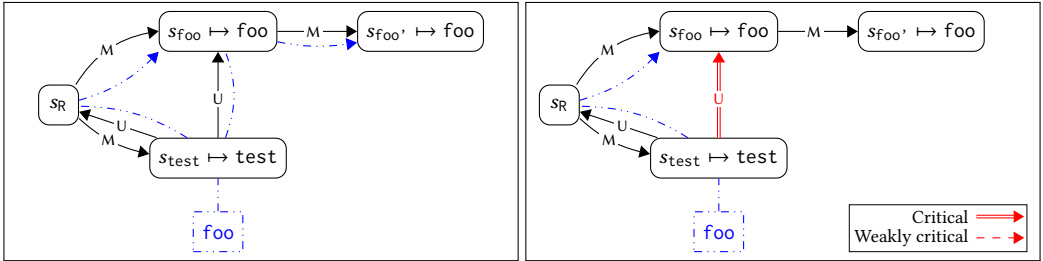 s_foo ↦ foo
M
s_foo' ↦ foo
M
s_R
U
U
M
s_test ↦ test
foo
s_foo ↦ foo
M
s_foo' ↦ foo
M
s_R
U
U
M
s_test ↦ test
foo
Critical
Weakly critical